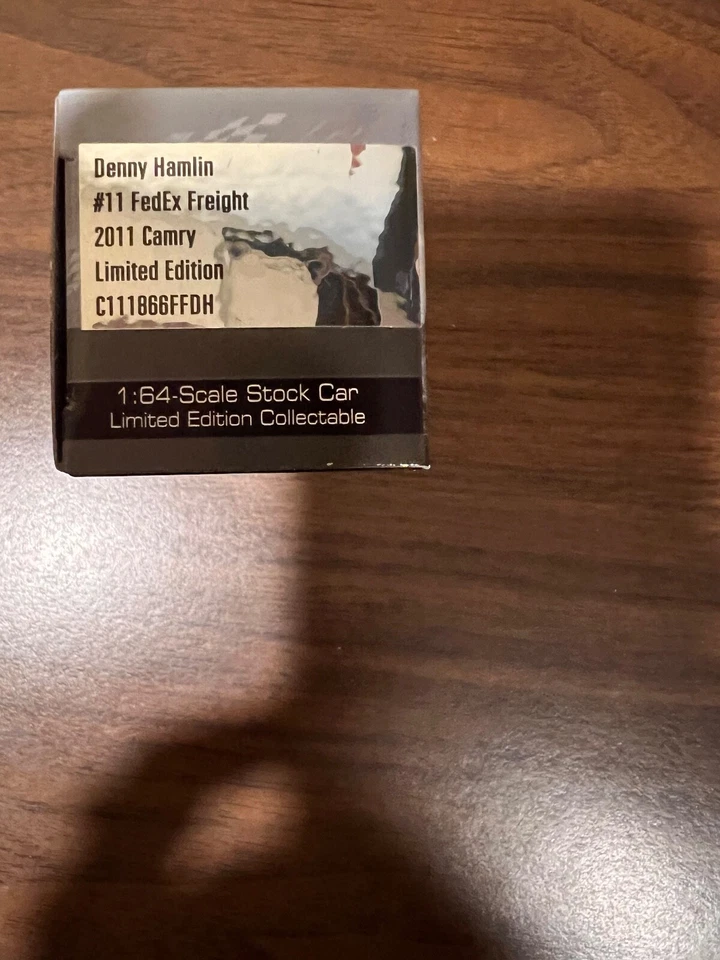 Denny Hamlin
#11 FedEx Freight
2011 Camry
Limited Edition
C111866FFDH
1:64-Scale Stock Car
Limited Edition Collectable